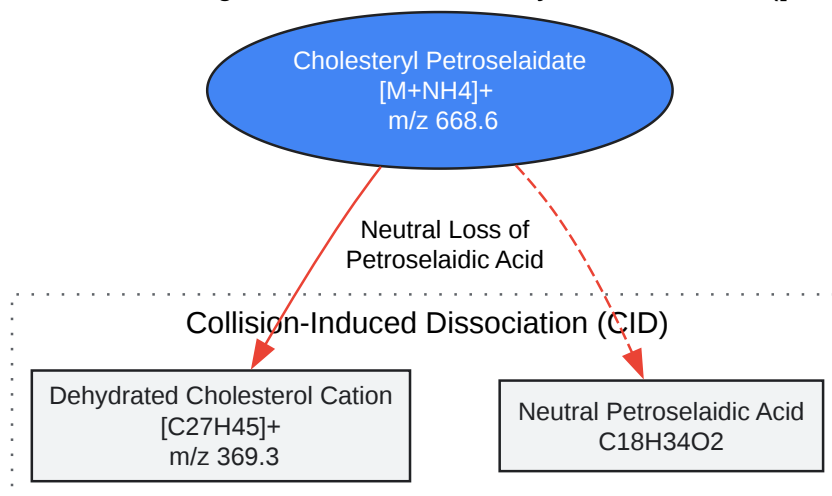 Cholesteryl Petroselaidate
[M+NH4]+
m/z 668.6
Neutral Loss of
Petroselaidic Acid
Collision-Induced Dissociation (CID)
Dehydrated Cholesterol Cation
[C27H45]+
m/z 369.3
Neutral Petroselaidic Acid
C18H34O2